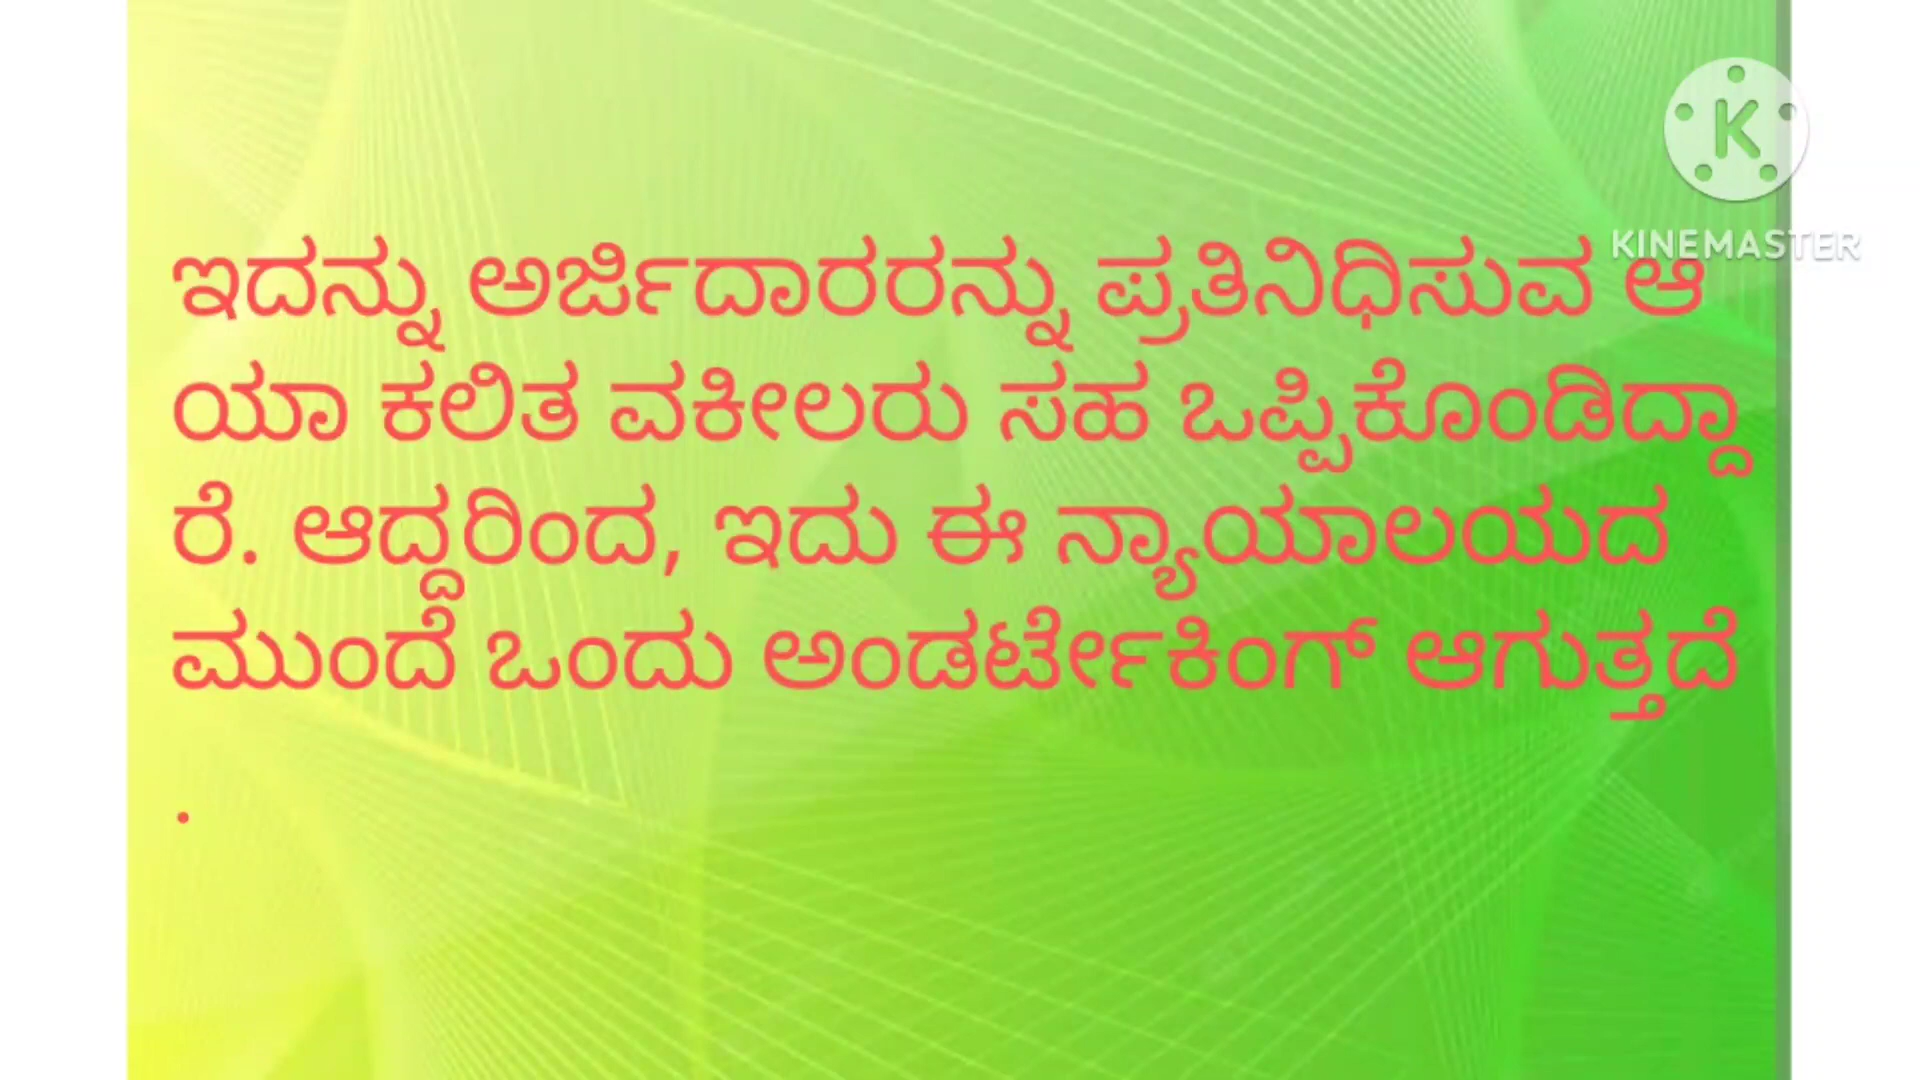 K
KINEMASTER
ಇದನ್ನು ಅರ್ಜಿದಾರರನ್ನು ಪ್ರತಿನಿಧಿಸುವ ಆ
ಯಾ ಕಲಿತ ವಕೀಲರು ಸಹ ಒಪ್ಪಿಕೊಂಡಿದ್ದಾ
ರೆ. ಆದ್ದರಿಂದ, ಇದು ಈ ನ್ಯಾಯಾಲಯದ
ಮುಂದೆ ಒಂದು ಅಂಡರ್ಟೇಕಿಂಗ್ ಆಗುತ್ತದೆ
.